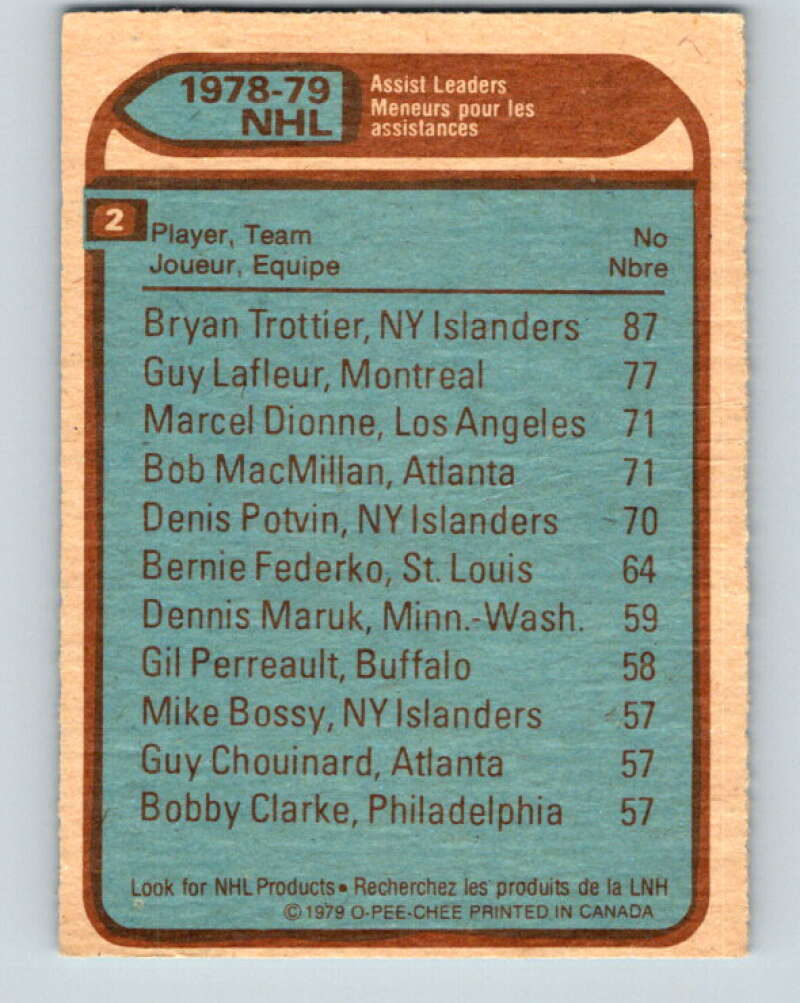 1978-79
NHL
Assist Leaders
Meneurs pour les
assistances
2
Player, Team No
Joueur, Equipe Nbre
Bryan Trottier, NY Islanders 87
Guy Lafleur, Montreal 77
Marcel Dionne, Los Angeles 71
Bob MacMillan, Atlanta 71
Denis Potvin, NY Islanders 70
Bernie Federko, St. Louis 64
Dennis Maruk, Minn.-Wash. 59
Gil Perreault, Buffalo 58
Mike Bossy, NY Islanders 57
Guy Chouinard, Atlanta 57
Bobby Clarke, Philadelphia 57
Look for NHL Products • Recherchez les produits de la LNH
© 1979 O-PEE-CHEE PRINTED IN CANADA